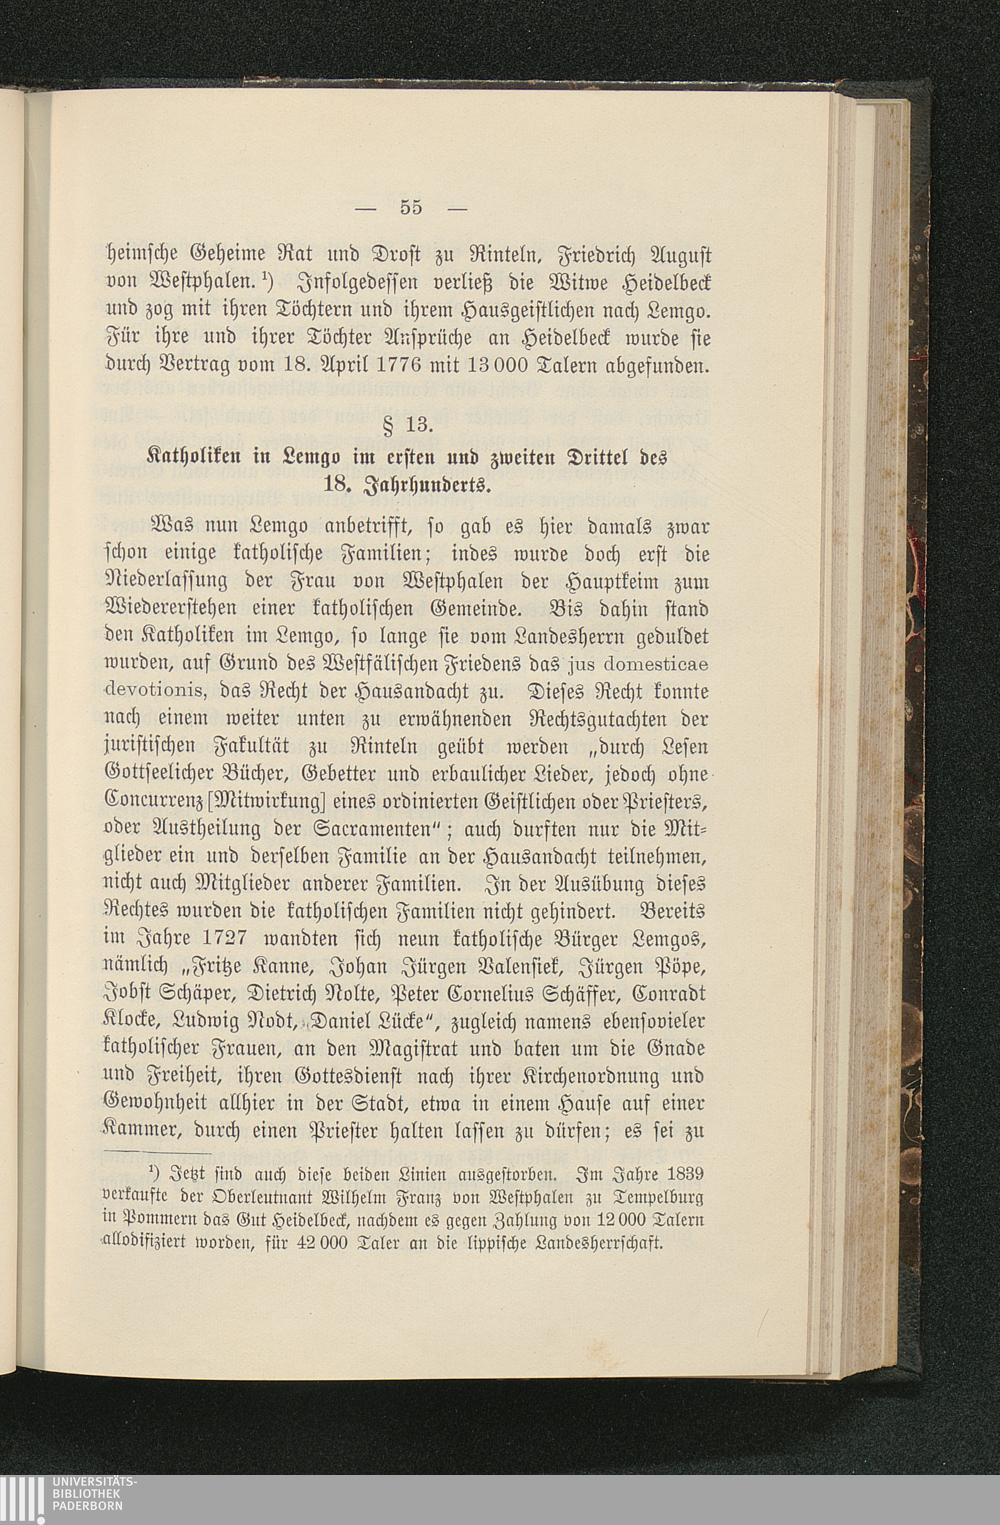 — 55 —
heimsche Geheime Rat und Drost zu Rinteln, Friedrich August
von Westphalen.¹) Infolgedessen verließ die Witwe Heidelbeck
und zog mit ihren Töchtern und ihrem Hausgeistlichen nach Lemgo.
Für ihre und ihrer Töchter Ansprüche an Heidelbeck wurde sie
durch Vertrag vom 18. April 1776 mit 13 000 Talern abgefunden.
§ 13.
Katholiken in Lemgo im ersten und zweiten Drittel des
18. Jahrhunderts.
Was nun Lemgo anbetrifft, so gab es hier damals zwar
schon einige katholische Familien; indes wurde doch erst die
Niederlassung der Frau von Westphalen der Hauptkeim zum
Wiedererstehen einer katholischen Gemeinde. Bis dahin stand
den Katholiken im Lemgo, so lange sie vom Landesherrn geduldet
wurden, auf Grund des Westfälischen Friedens das jus domesticae
devotionis, das Recht der Hausandacht zu. Dieses Recht konnte
nach einem weiter unten zu erwähnenden Rechtsgutachten der
juristischen Fakultät zu Rinteln geübt werden „durch Lesen
Gottseelicher Bücher, Gebetter und erbaulicher Lieder, jedoch ohne
Concurrenz [Mitwirkung] eines ordinierten Geistlichen oder Priesters,
oder Austheilung der Sacramenten“; auch durften nur die Mit-
glieder ein und derselben Familie an der Hausandacht teilnehmen,
nicht auch Mitglieder anderer Familien. In der Ausübung dieses
Rechtes wurden die katholischen Familien nicht gehindert. Bereits
im Jahre 1727 wandten sich neun katholische Bürger Lemgos,
nämlich „Fritze Kanne, Johan Jürgen Valensiek, Jürgen Pöpe,
Jobst Schäper, Dietrich Nolte, Peter Cornelius Schäffer, Conradt
Klocke, Ludwig Nodt, Daniel Lücke“, zugleich namens ebensovieler
katholischer Frauen, an den Magistrat und baten um die Gnade
und Freiheit, ihren Gottesdienst nach ihrer Kirchenordnung und
Gewohnheit allhier in der Stadt, etwa in einem Hause auf einer
Kammer, durch einen Priester halten lassen zu dürfen; es sei zu
¹) Jetzt sind auch diese beiden Linien ausgestorben. Im Jahre 1839
verkaufte der Oberleutnant Wilhelm Franz von Westphalen zu Tempelburg
in Pommern das Gut Heidelbeck, nachdem es gegen Zahlung von 12 000 Talern
allodifiziert worden, für 42 000 Taler an die lippische Landesherrschaft.
UNIVERSITÄTS-
BIBLIOTHEK
PADERBORN